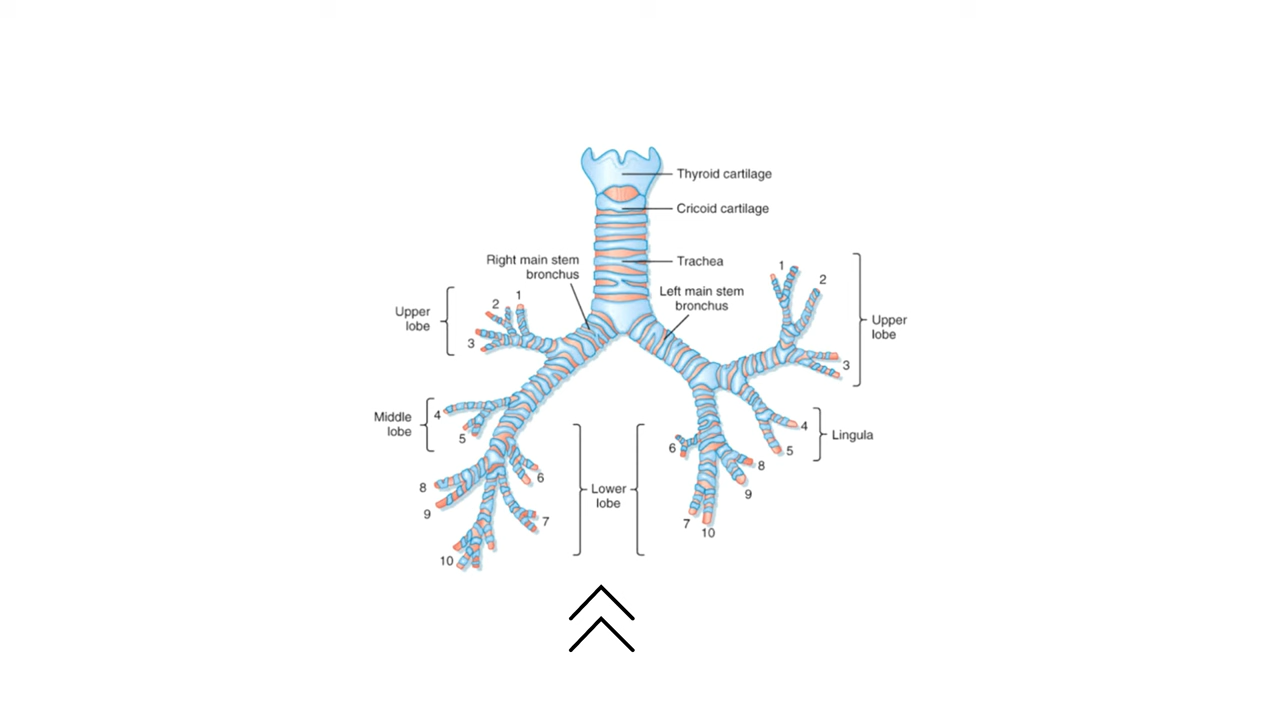 Thyroid cartilage
Cricoid cartilage
Trachea
Right main stem
bronchus
Left main stem
bronchus
Upper
lobe
1
2
3
Middle
lobe
4
5
6
7
8
9
10
1
2
3
Upper
lobe
4
5
Lingula
6
7
8
9
10
Lower
lobe